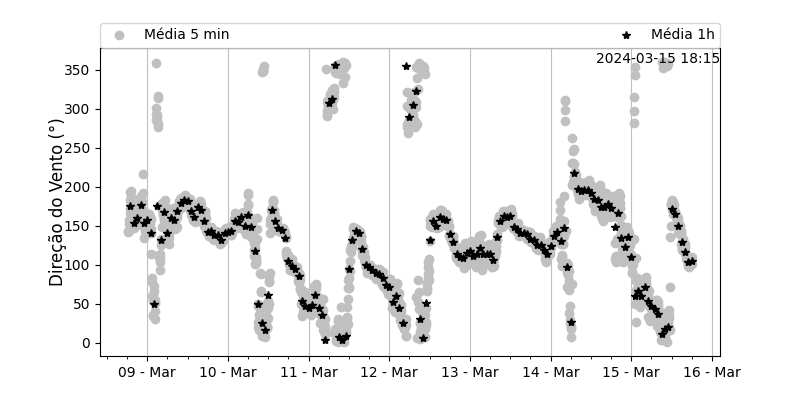 Média 5 min
Média 1h
2024-03-15 18:15
Direção do Vento (°)
350
300
250
200
150
100
50
0
09 - Mar
10 - Mar
11 - Mar
12 - Mar
13 - Mar
14 - Mar
15 - Mar
16 - Mar